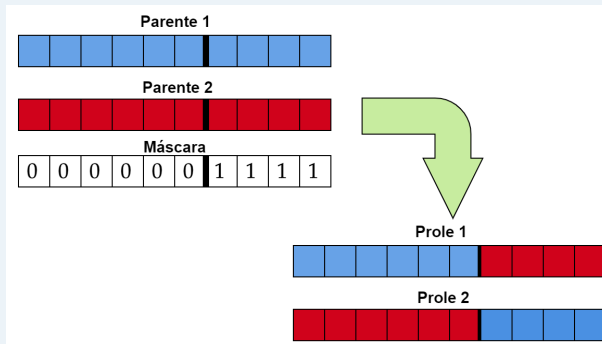 Parente 1
Parente 2
Máscara
0 0 0 0 0 0 1 1 1 1
Prole 1
Prole 2